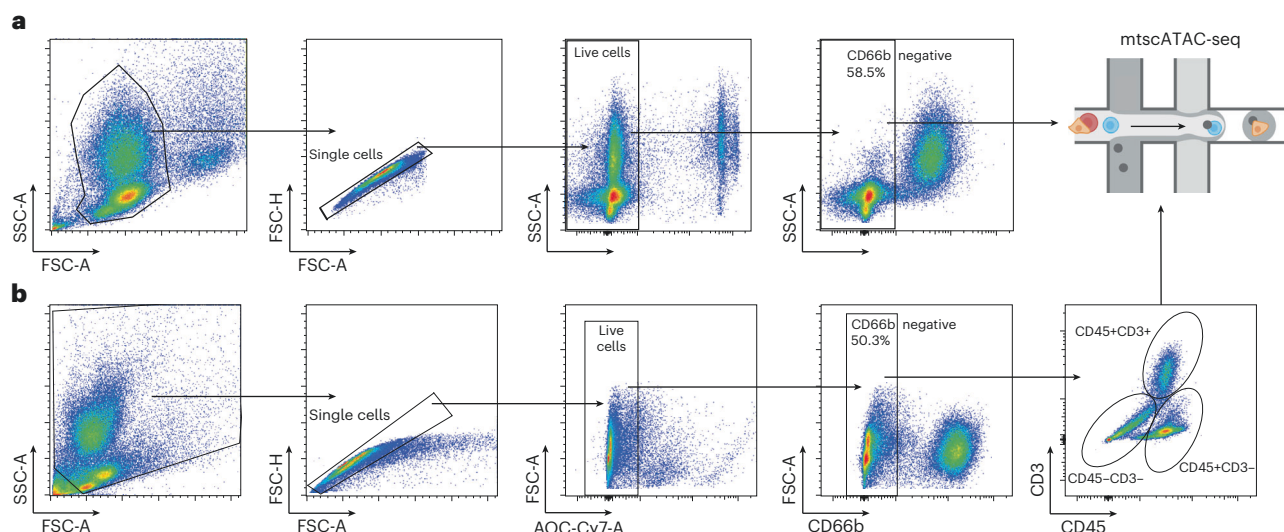 a
Live cells
CD66b negative
58.5%
mtscATAC-seq
Single cells
SSC-A
FSC-H
SSC-A
SSC-A
FSC-A
FSC-A
b
Live
cells
CD66b negative
50.3%
CD45+CD3+
Single cells
SSC-A
FSC-H
FSC-A
FSC-A
CD3
CD45−CD3−
CD45+CD3−
FSC-A
FSC-A
AOC-Cy7-A
CD66b
CD45